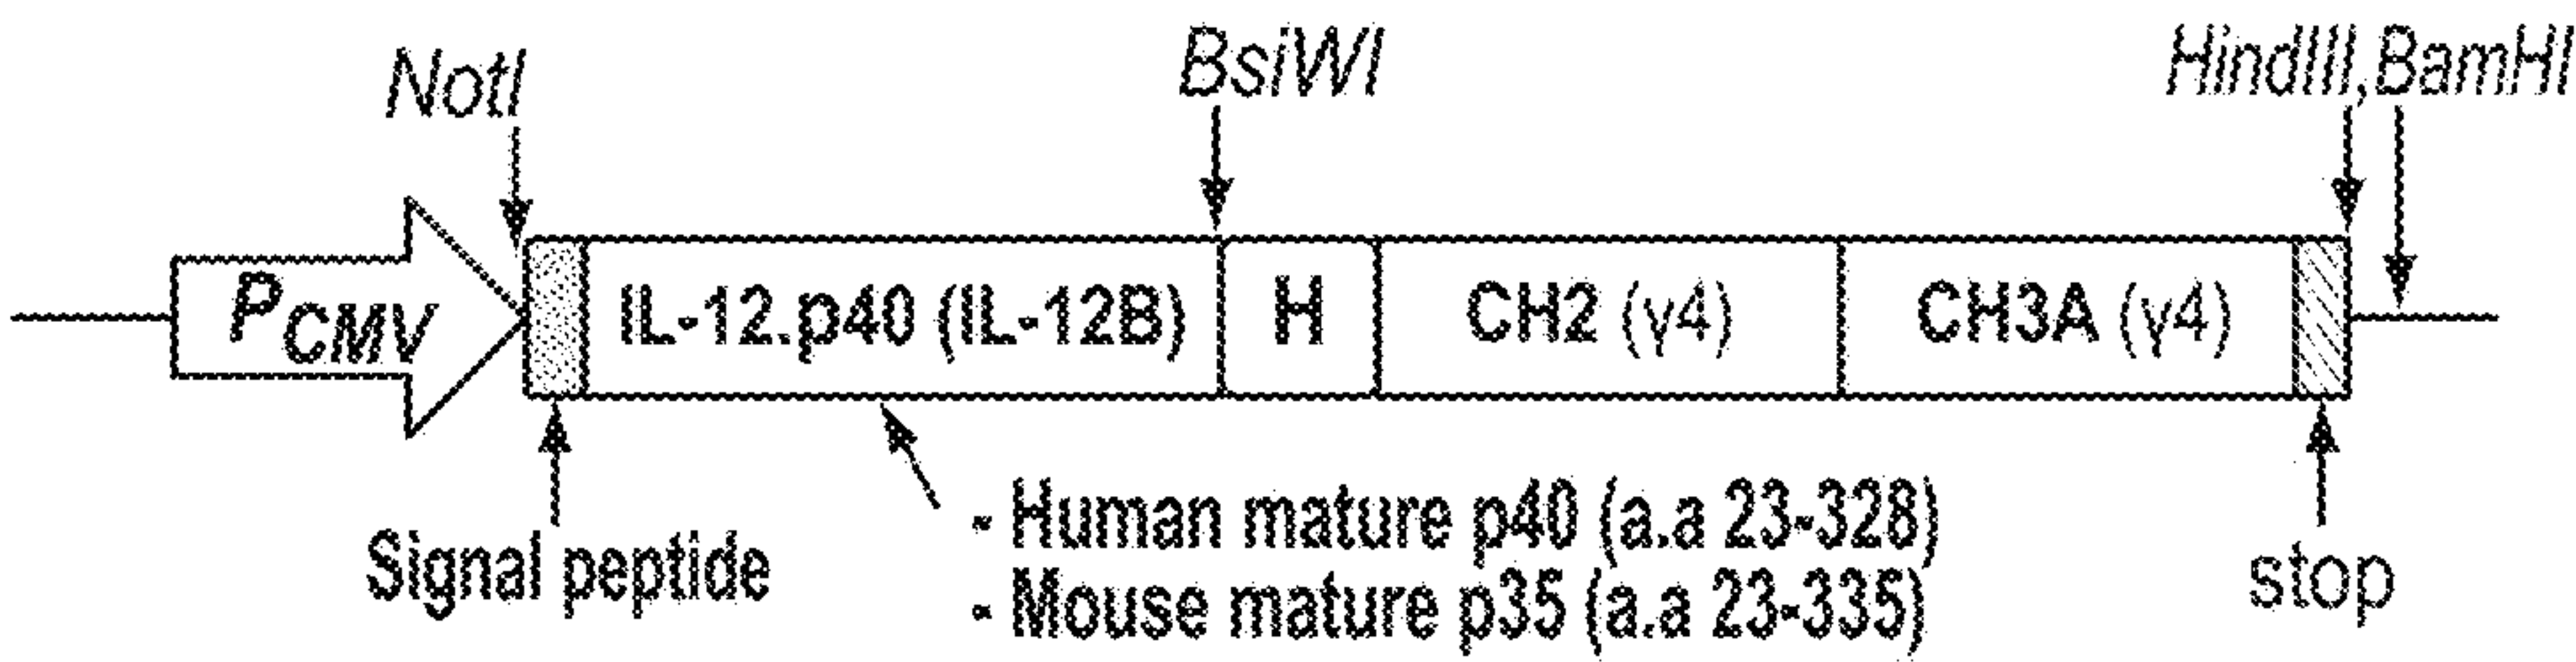 NotI
BsiWI
HindIII,BamHI
PCMV
IL-12.p40 (IL-12B)
H
CH2 (γ4)
CH3A (γ4)
Signal peptide
- Human mature p40 (a.a 23-328)
- Mouse mature p35 (a.a 23-335)
stop